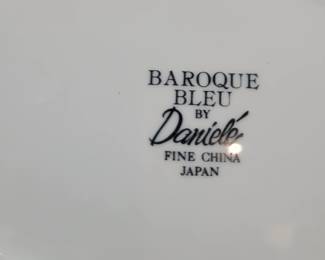 BAROQUE
BLEU
BY
Danielé
FINE CHINA
JAPAN